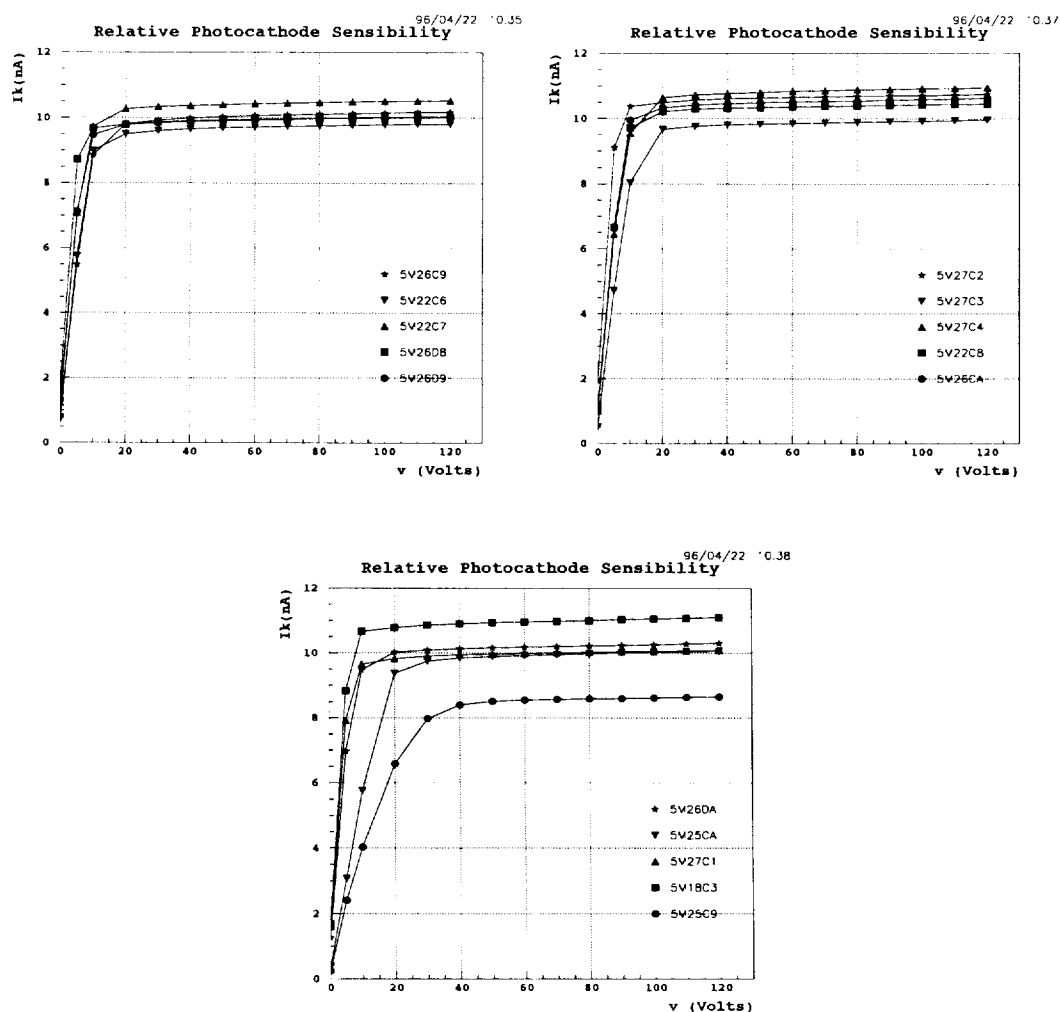 96/04/22 10.35
Relative Photocathode Sensibility
Ik(nA)
12
10
8
6
4
2
0
0 20 40 60 80 100 120
v (Volts)
5V26C9
5V22C6
5V22C7
5V26D8
5V26D9
96/04/22 10.37
Relative Photocathode Sensibility
Ik(nA)
12
10
8
6
4
2
0
0 20 40 60 80 100 120
v (Volts)
5V27C2
5V27C3
5V27C4
5V22C8
5V26CA
96/04/22 10.38
Relative Photocathode Sensibility
Ik(nA)
12
10
8
6
4
2
0
0 20 40 60 80 100 120
v (Volts)
5V26DA
5V25CA
5V27C1
5V18C3
5V25C9